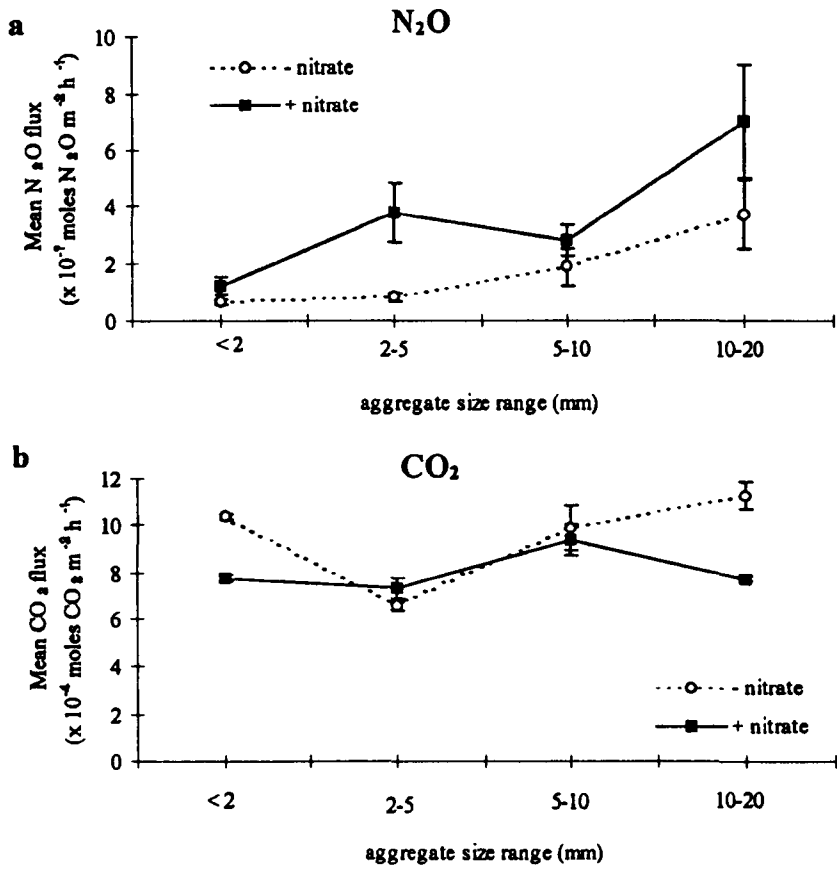 a
N₂O
Mean N₂O flux
(x 10⁻⁷ moles N₂O m⁻² h⁻¹)
10
8
6
4
2
0
- nitrate
+ nitrate
<2
2-5
5-10
10-20
aggregate size range (mm)
b
CO₂
Mean CO₂ flux
(x 10⁻⁴ moles CO₂ m⁻² h⁻¹)
12
10
8
6
4
2
0
- nitrate
+ nitrate
<2
2-5
5-10
10-20
aggregate size range (mm)